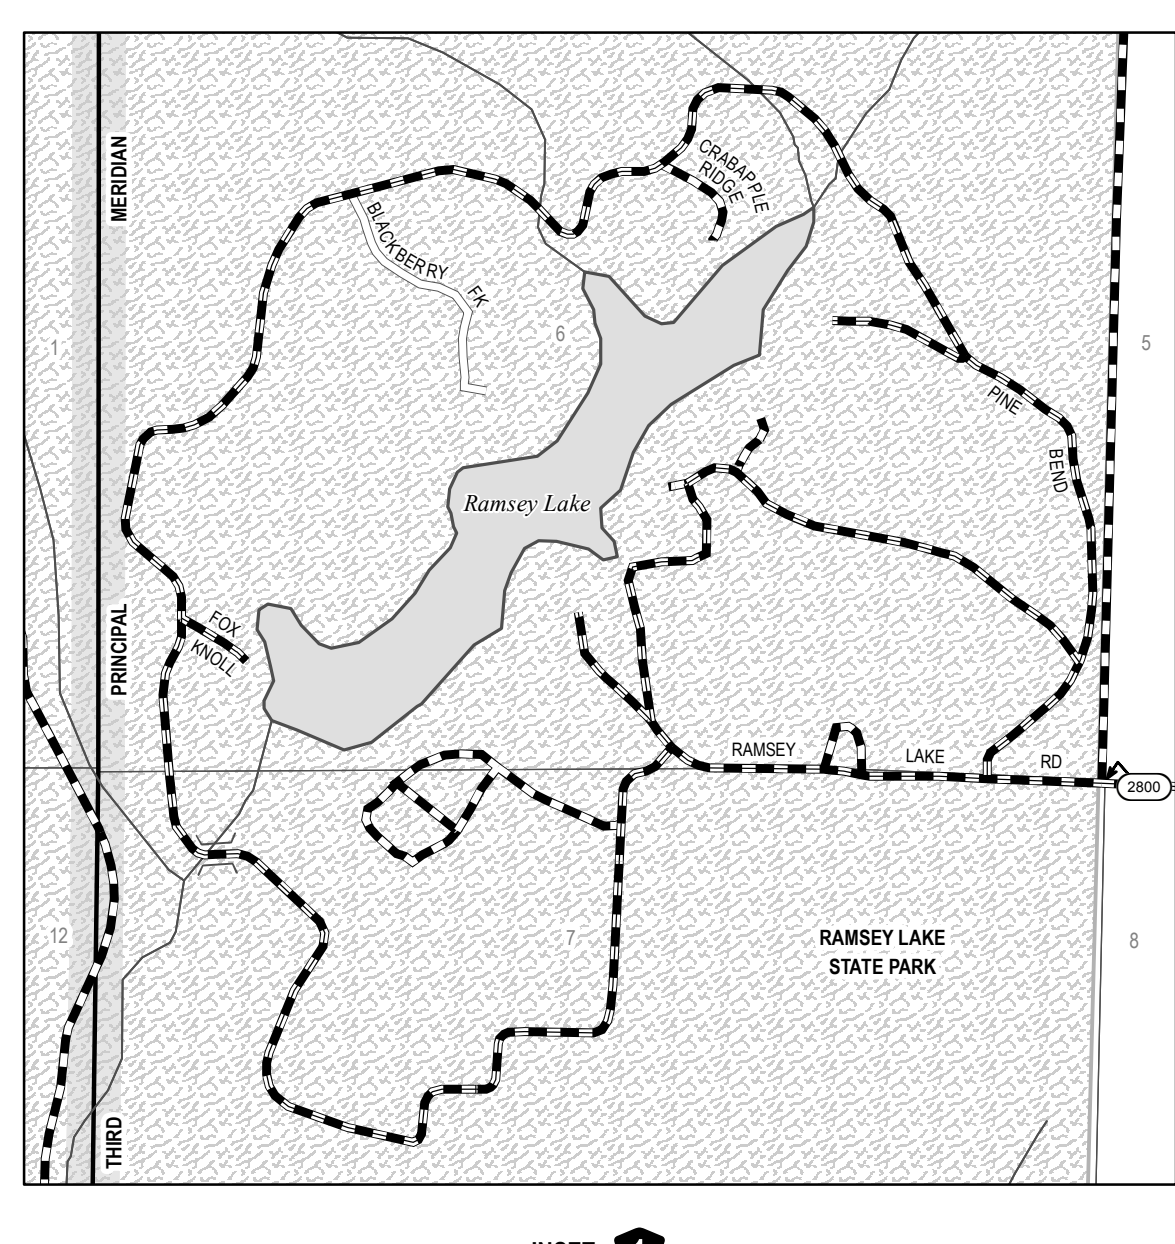 MERIDIAN
CRABAPPLE
RIDGE
BLACKBERRY FK
1
6
5
PINE
BEND
Ramsey Lake
PRINCIPAL
FOX
KNOLL
RAMSEY LAKE RD
2800
12
7
RAMSEY LAKE
STATE PARK
8
THIRD